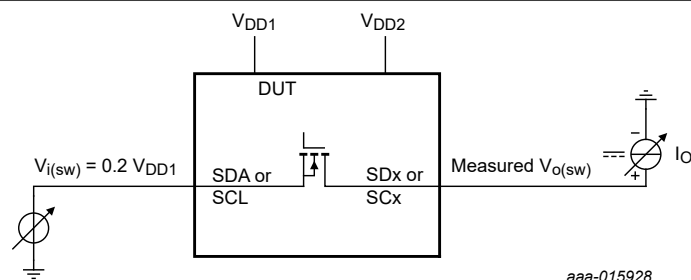 VDD1 VDD2
DUT
Vi(sw) = 0.2 VDD1
SDA or
SCL
SDx or
SCx
Measured Vo(sw)
−
+
IO
aaa-015928